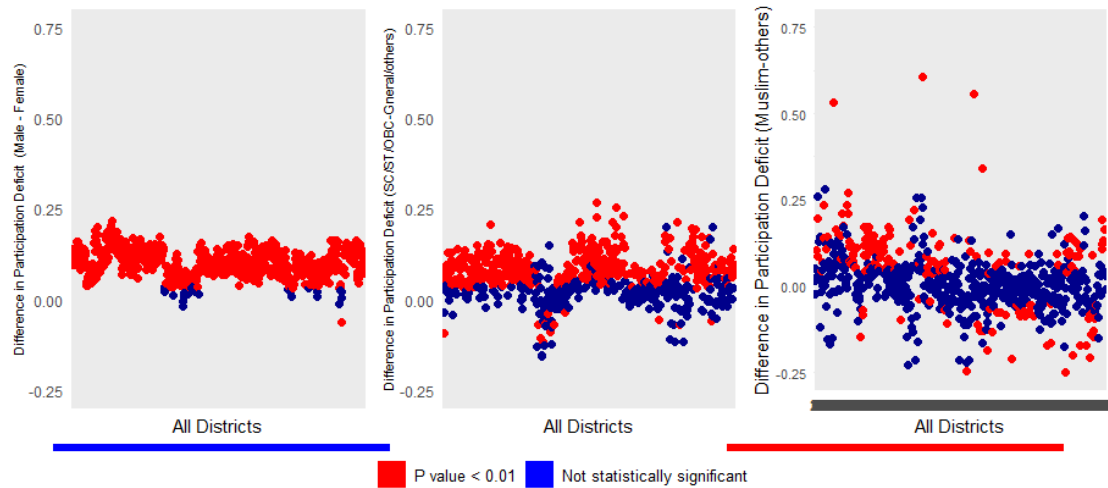 Difference in Participation Deficit (Male - Female)
0.75
0.50
0.25
0.00
-0.25
All Districts
Difference in Participation Deficit (SC/ST/OBC-Gneral/others)
0.75
0.50
0.25
0.00
-0.25
All Districts
Difference in Participation Deficit (Muslim-others)
0.75
0.50
0.25
0.00
-0.25
All Districts
P value < 0.01
Not statistically significant